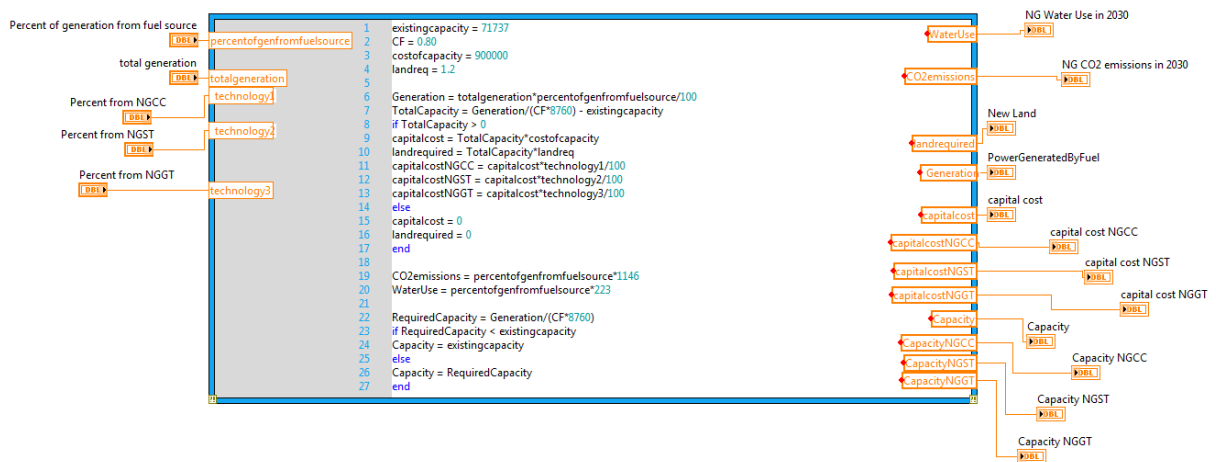 Percent of generation from fuel source
DBL
percentofgenfromfuelsource
total generation
DBL
totalgeneration
Percent from NGCC
DBL
technology1
Percent from NGST
DBL
technology2
Percent from NGGT
DBL
technology3
1 existingcapacity = 71737
2 CF = 0.80
3 costofcapacity = 900000
4 landreq = 1.2
5
6 Generation = totalgeneration*percentofgenfromfuelsource/100
7 TotalCapacity = Generation/(CF*8760) - existingcapacity
8 if TotalCapacity > 0
9 capitalcost = TotalCapacity*costofcapacity
10 landrequired = TotalCapacity*landreq
11 capitalcostNGCC = capitalcost*technology1/100
12 capitalcostNGST = capitalcost*technology2/100
13 capitalcostNGGT = capitalcost*technology3/100
14 else
15 capitalcost = 0
16 landrequired = 0
17 end
18
19 CO2emissions = percentofgenfromfuelsource*1146
20 WaterUse = percentofgenfromfuelsource*223
21
22 RequiredCapacity = Generation/(CF*8760)
23 if RequiredCapacity < existingcapacity
24 Capacity = existingcapacity
25 else
26 Capacity = RequiredCapacity
27 end
WaterUse
NG Water Use in 2030
DBL
CO2emissions
NG CO2 emissions in 2030
DBL
landrequired
New Land
DBL
Generation
PowerGeneratedByFuel
DBL
capitalcost
capital cost
DBL
capitalcostNGCC
capital cost NGCC
DBL
capitalcostNGST
capital cost NGST
DBL
capitalcostNGGT
capital cost NGGT
DBL
Capacity
Capacity
DBL
CapacityNGCC
Capacity NGCC
DBL
CapacityNGST
Capacity NGST
DBL
CapacityNGGT
Capacity NGGT
DBL